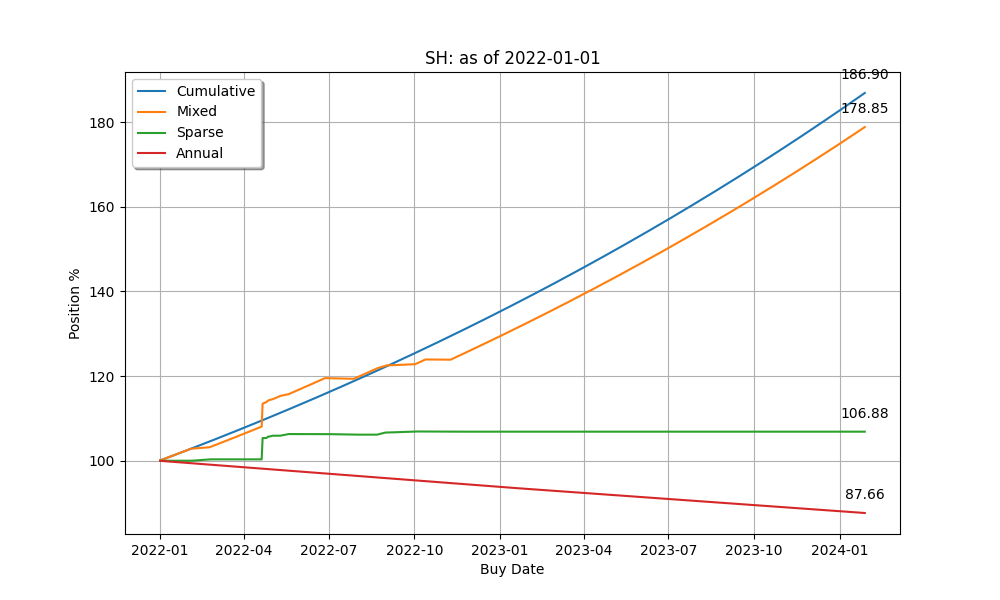 SH: as of 2022-01-01
Cumulative
Mixed
Sparse
Annual
186.90
178.85
106.88
87.66
Position %
180
160
140
120
100
2022-01 2022-04 2022-07 2022-10 2023-01 2023-04 2023-07 2023-10 2024-01
Buy Date